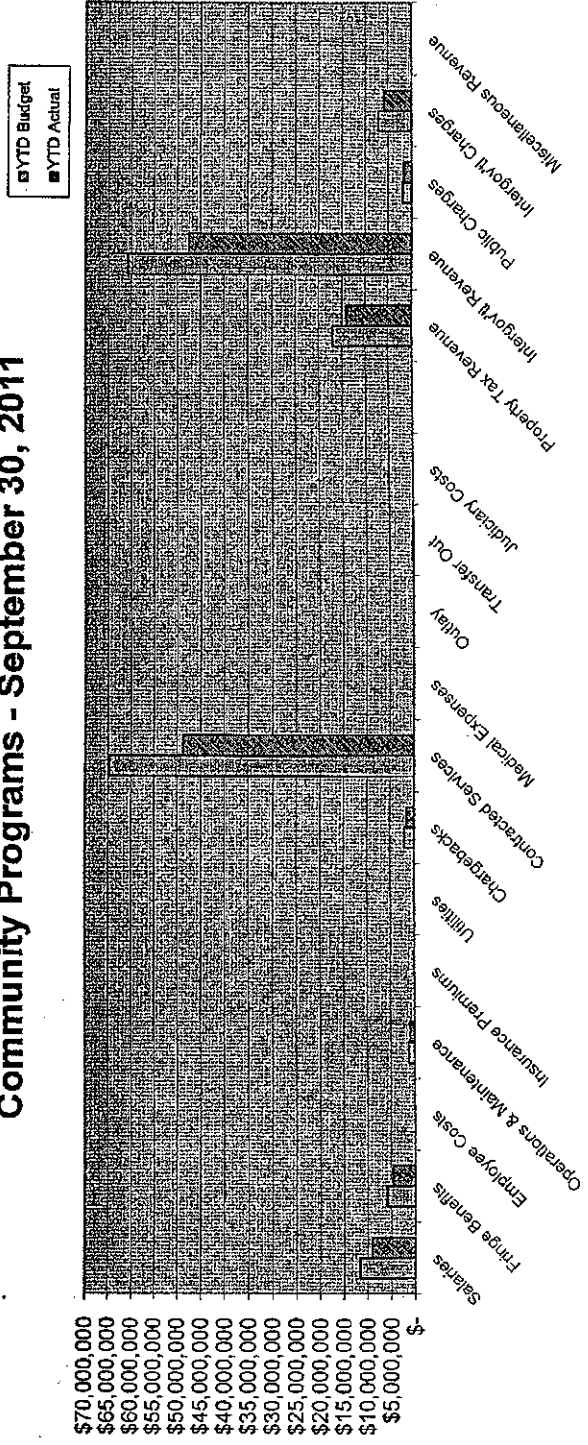 Community Programs - September 30, 2011
YTD Budget
YTD Actual
$70,000,000
$65,000,000
$60,000,000
$55,000,000
$50,000,000
$45,000,000
$40,000,000
$35,000,000
$30,000,000
$25,000,000
$20,000,000
$15,000,000
$10,000,000
$5,000,000
$-
Salaries
Fringe Benefits
Employee Costs
Operations & Maintenance
Insurance Premiums
Utilities
Chargebacks
Contracted Services
Medical Expenses
Outlay
Transfer Out
Judiciary Costs
Property Tax Revenue
Intergov't Revenue
Public Charges
Intergov't Charges
Miscellaneous Revenue